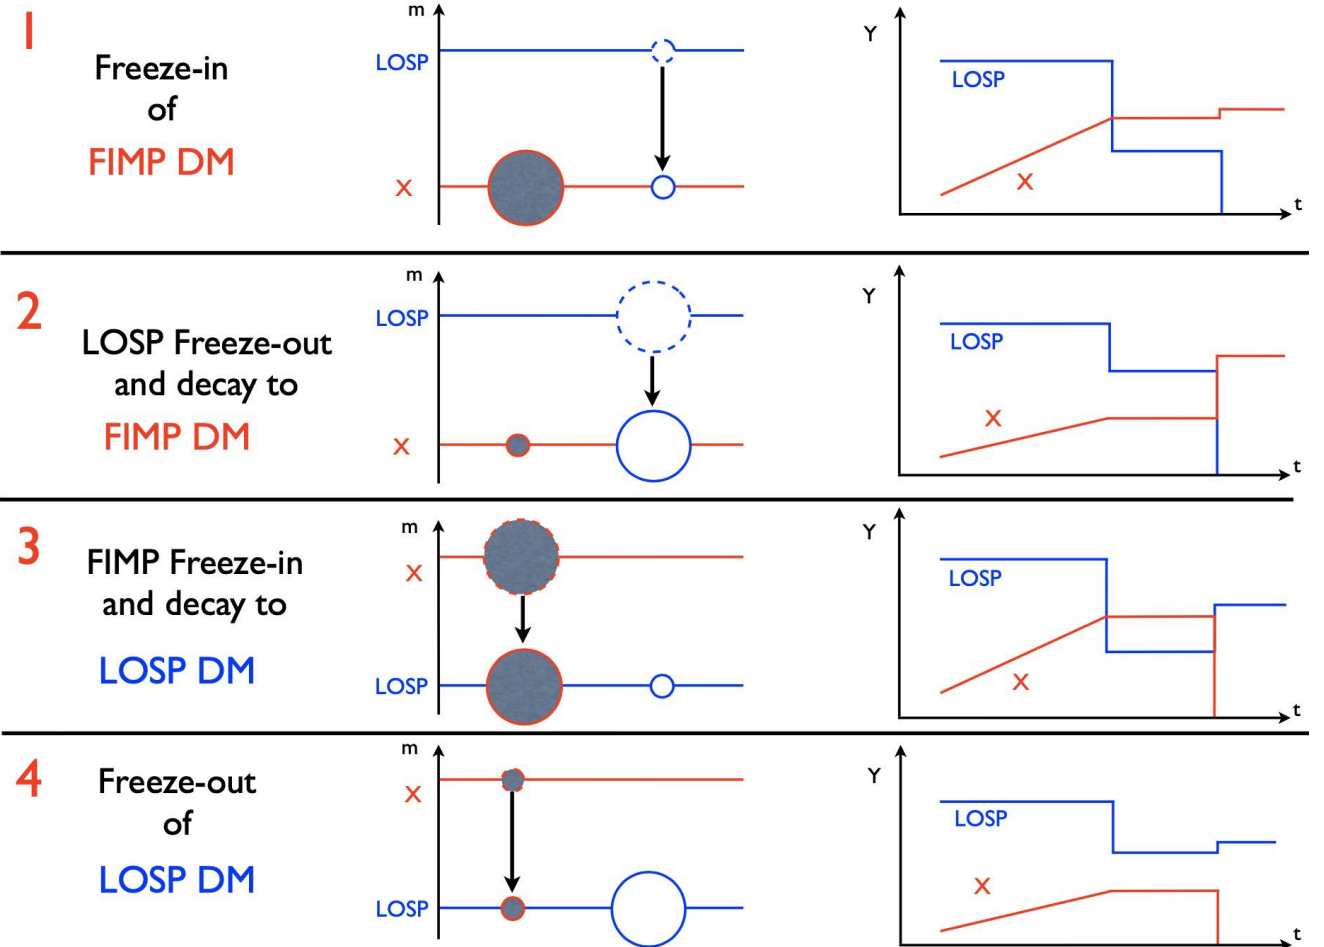 1
Freeze-in
of
FIMP DM
m
LOSP
X
Y
LOSP
X
t
2
LOSP Freeze-out
and decay to
FIMP DM
m
LOSP
X
Y
LOSP
X
t
3
FIMP Freeze-in
and decay to
LOSP DM
m
X
LOSP
Y
LOSP
X
t
4
Freeze-out
of
LOSP DM
m
X
LOSP
Y
LOSP
X
t